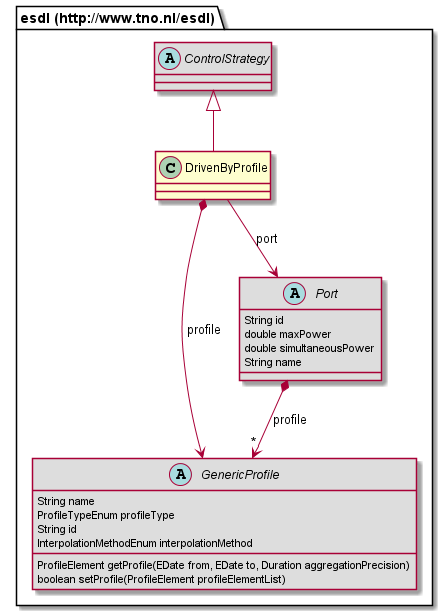 esdl (http://www.tno.nl/esdl)
A ControlStrategy
C DrivenByProfile
port
A Port
String id
double maxPower
double simultaneousPower
String name
profile
profile
*
A GenericProfile
String name
ProfileTypeEnum profileType
String id
InterpolationMethodEnum interpolationMethod
ProfileElement getProfile(EDate from, EDate to, Duration aggregationPrecision)
boolean setProfile(ProfileElement profileElementList)